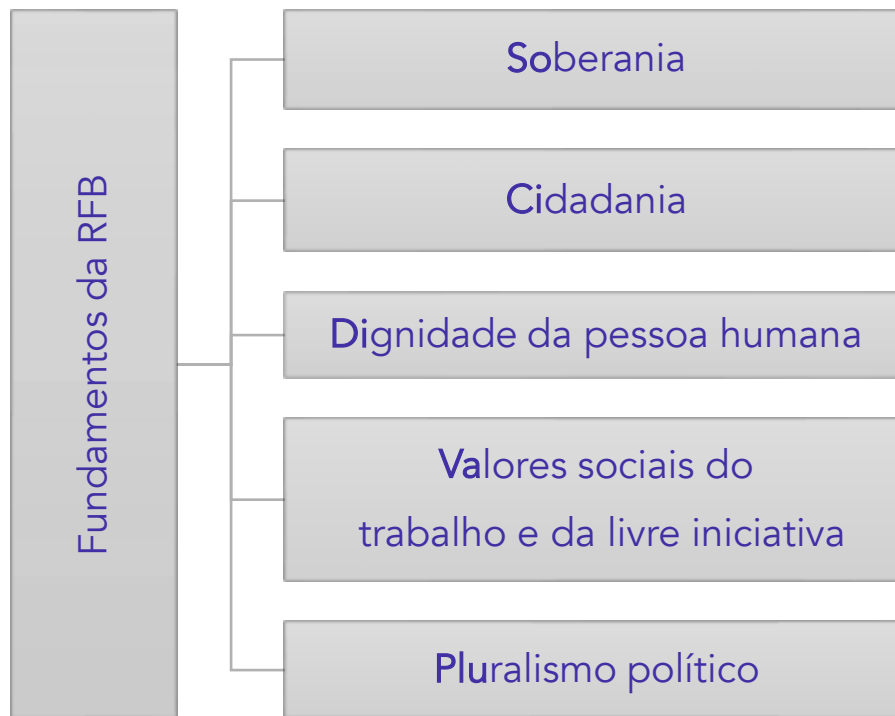 Fundamentos da RFB
Soberania
Cidadania
Dignidade da pessoa humana
Valores sociais do
trabalho e da livre iniciativa
Pluralismo político